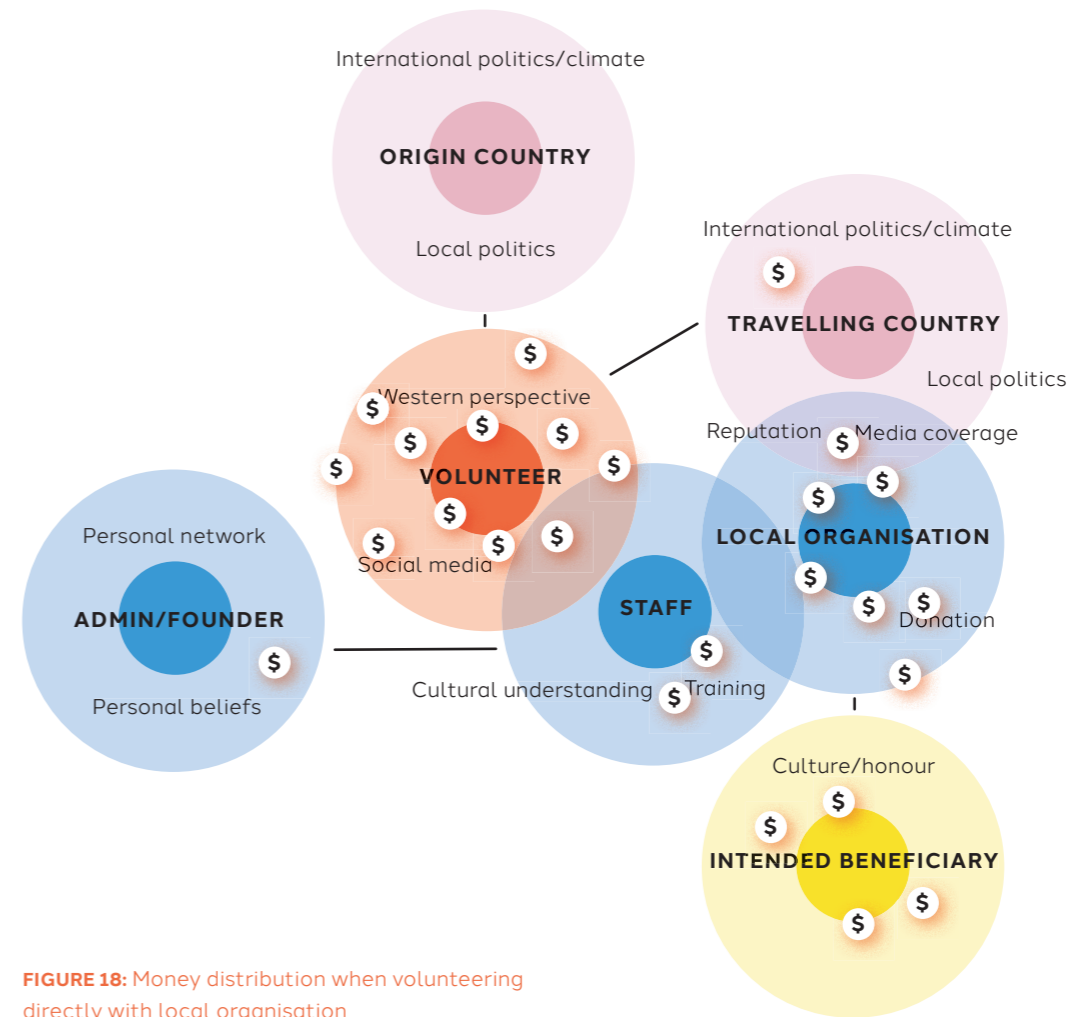 International politics/climate
ORIGIN COUNTRY
Local politics
International politics/climate
$
TRAVELLING COUNTRY
Local politics
$
Western perspective
$
$
$
$
$
$
VOLUNTEER
$
$
$
$
Social media
Reputation
$
Media coverage
$
$
LOCAL ORGANISATION
$
$
$
Donation
$
Personal network
ADMIN/FOUNDER
$
Personal beliefs
STAFF
$
Cultural understanding
$
Training
Culture/honour
$
$
INTENDED BENEFICIARY
$
$
FIGURE 18: Money distribution when volunteering
directly with local organisation